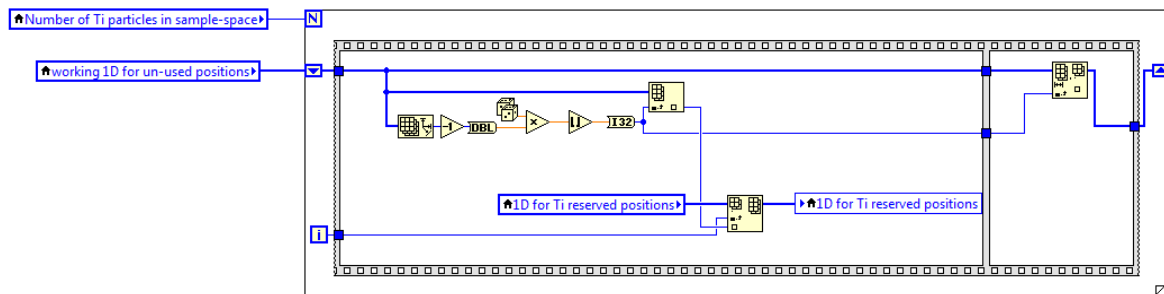 Number of Ti particles in sample-space
N
working 1D for un-used positions
-1
DBL
x
I32
1D for Ti reserved positions
1D for Ti reserved positions
i